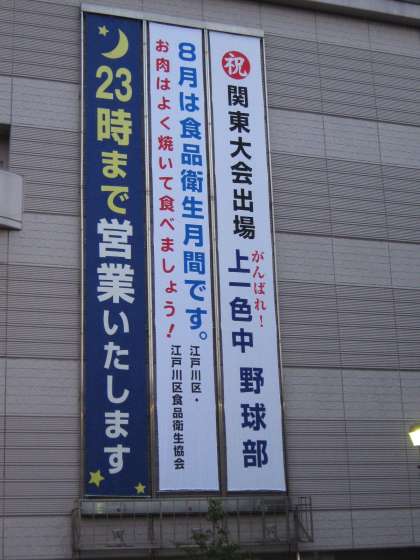 祝 関東大会出場
がんばれ!
上一色中 野球部
8月は食品衛生月間です。
お肉はよく焼いて食べましょう!
江戸川区・
江戸川区食品衛生協会
23時まで営業いたします